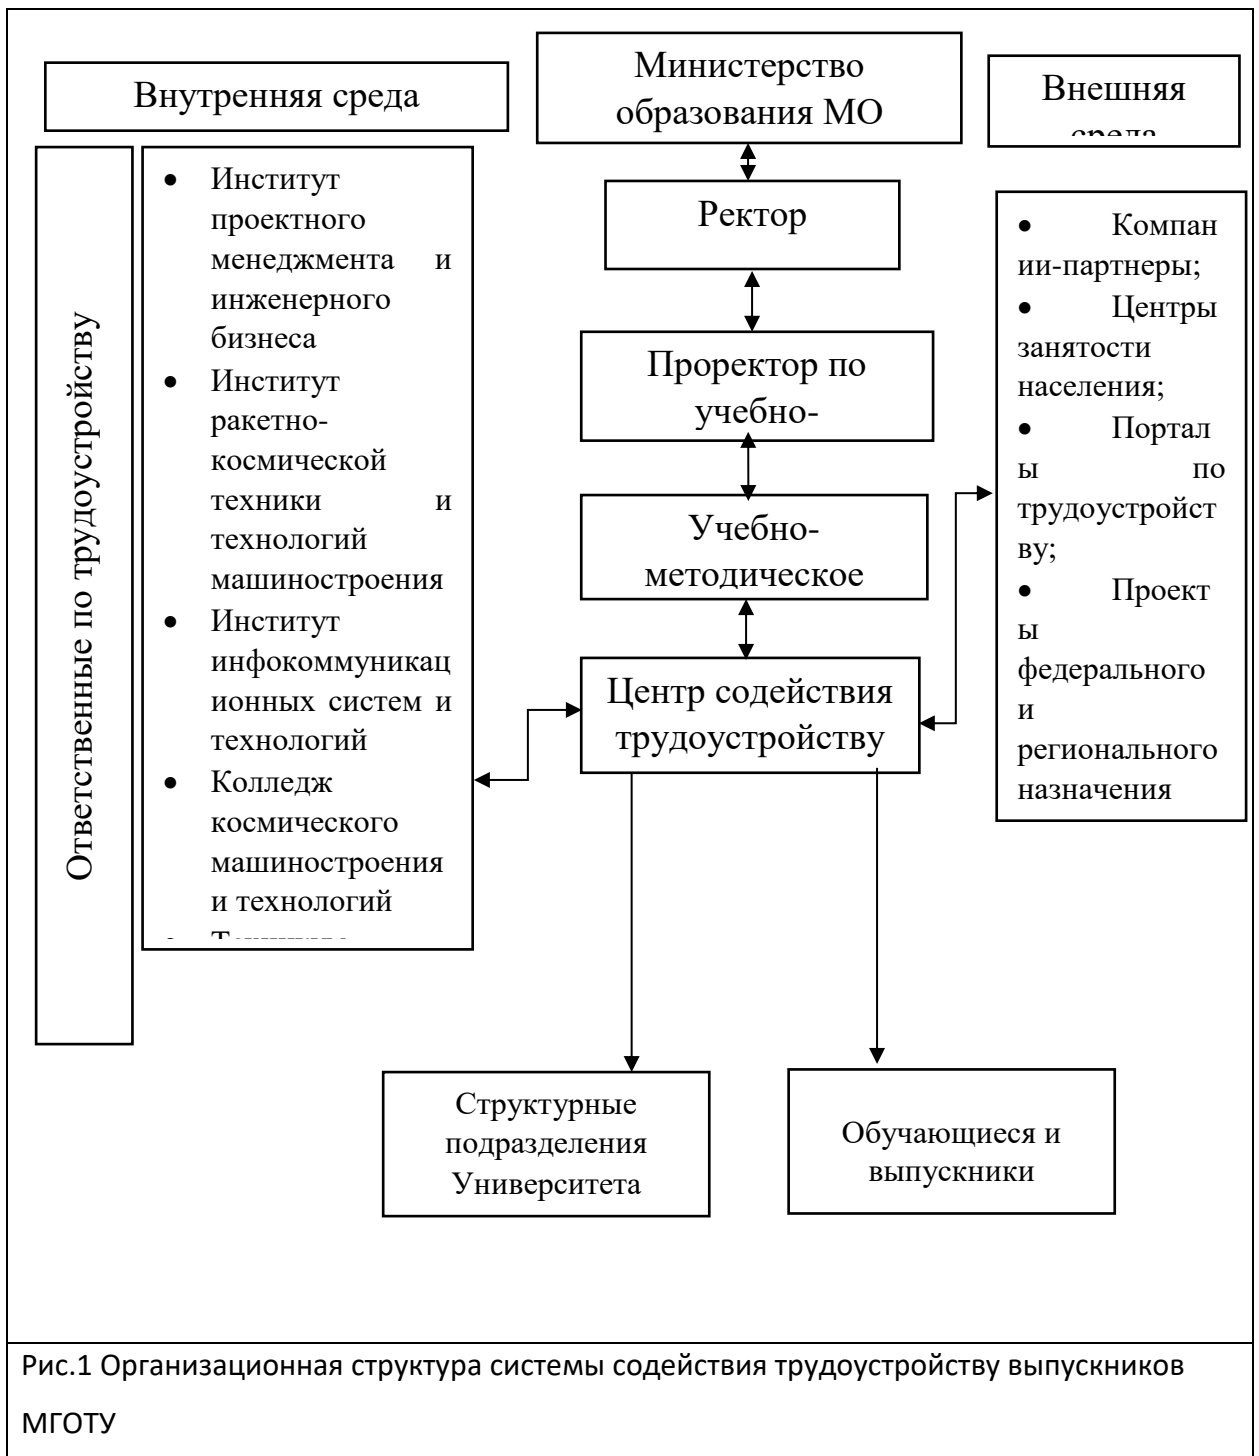 Внутренняя среда
Министерство
образования МО
Внешняя
среда
Ответственные по трудоустройству
• Институт
проектного
менеджмента и
инженерного
бизнеса
• Институт
ракетно-
космической
техники и
технологий
машиностроения
• Институт
инфокоммуникац
ионных систем и
технологий
• Колледж
космического
машиностроения
и технологий
Ректор
Проректор по
учебно-
Учебно-
методическое
Центр содействия
трудоустройству
• Компан
ии-партнеры;
• Центры
занятости
населения;
• Портал
ы по
трудоустройст
ву;
• Проект
ы
федерального
и
регионального
назначения
Структурные
подразделения
Университета
Обучающиеся и
выпускники
Рис.1 Организационная структура системы содействия трудоустройству выпускников
МГОТУ